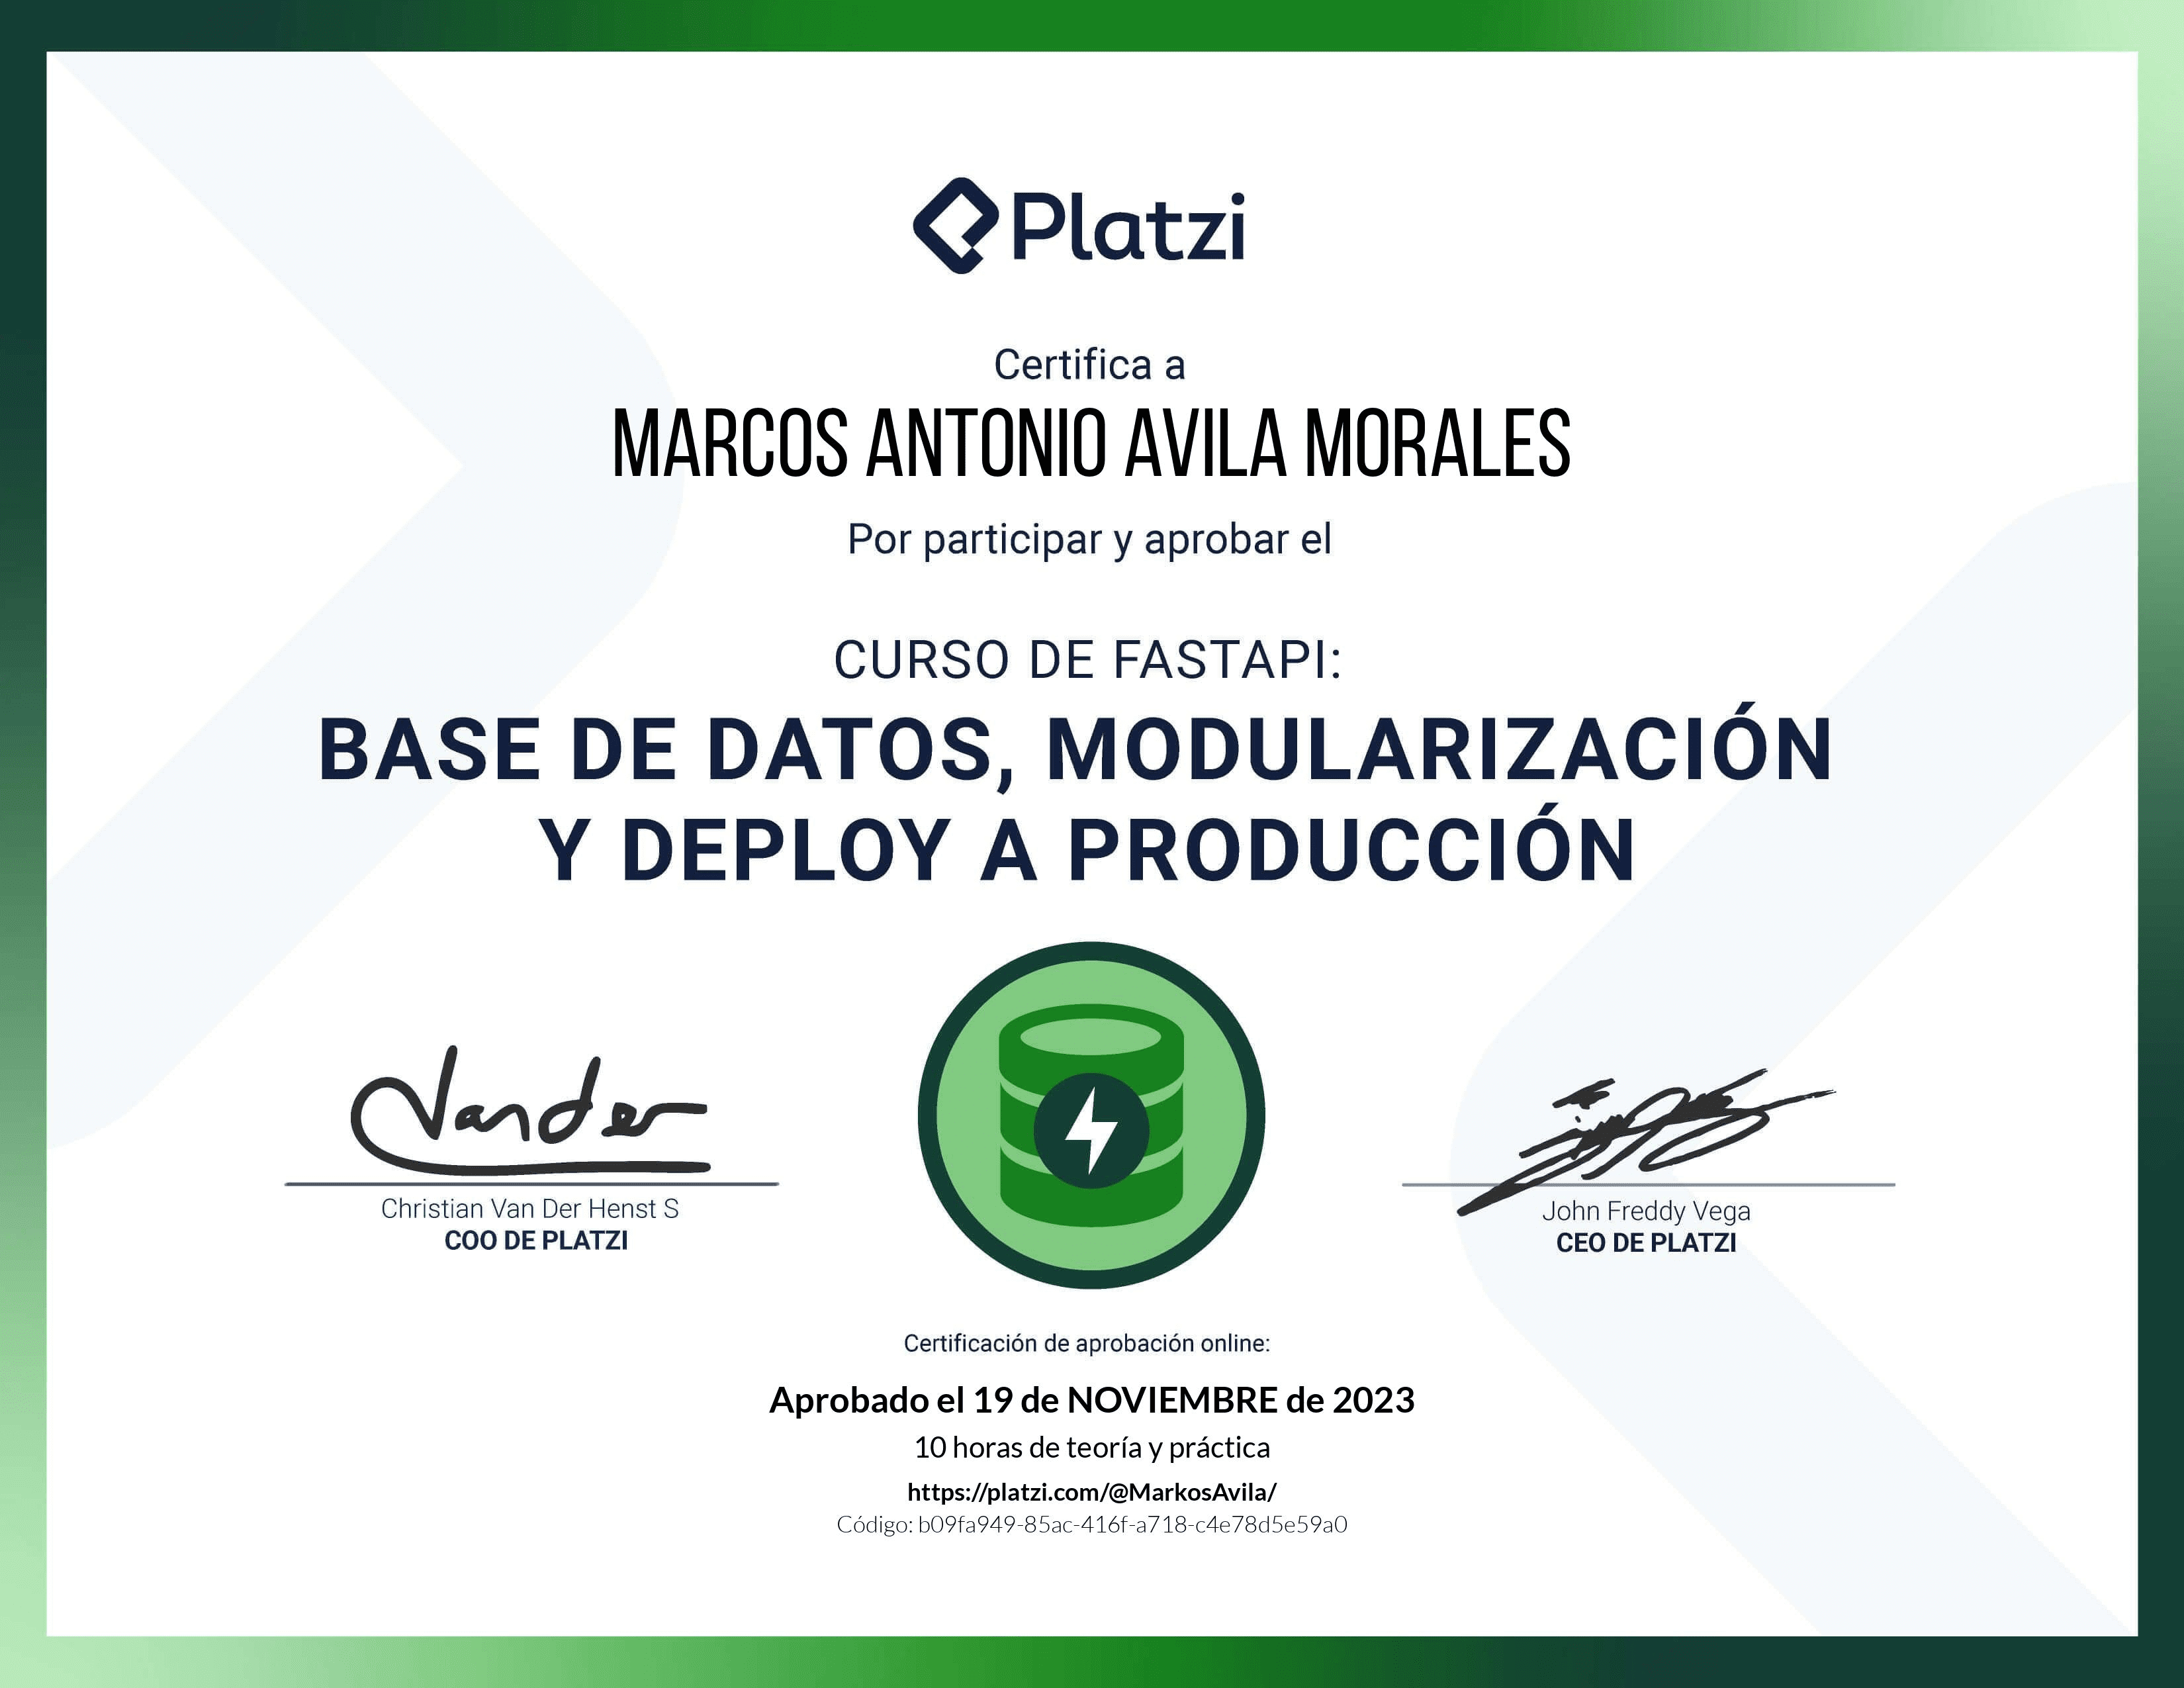 Platzi
Certifica a
MARCOS ANTONIO AVILA MORALES
Por participar y aprobar el
CURSO DE FASTAPI:
BASE DE DATOS, MODULARIZACIÓN
Y DEPLOY A PRODUCCIÓN
Vander
Christian Van Der Henst S
COO DE PLATZI
John Freddy Vega
CEO DE PLATZI
Certificación de aprobación online:
Aprobado el 19 de NOVIEMBRE de 2023
10 horas de teoría y práctica
https://platzi.com/@MarkosAvila/
Código: b09fa949-85ac-416f-a718-c4e78d5e59a0